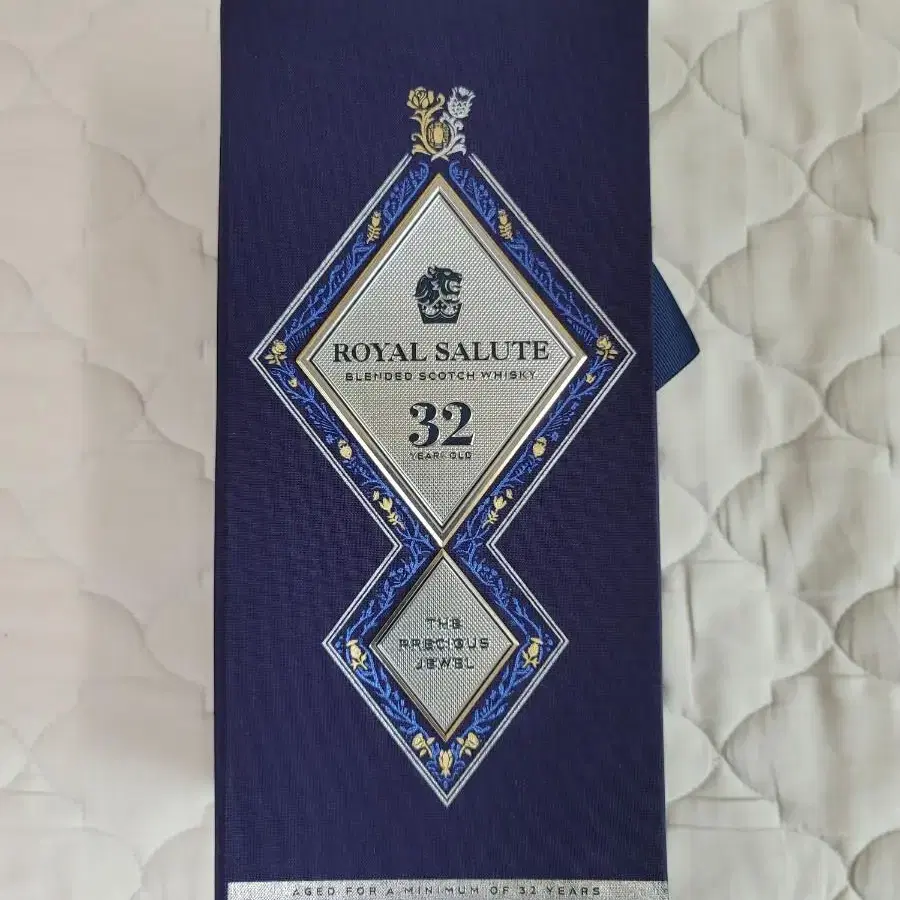 ROYAL SALUTE
BLENDED SCOTCH WHISKY
32
YEARS OLD
THE
PRECIOUS
JEWEL
AGED FOR A MINIMUM OF 32 YEARS